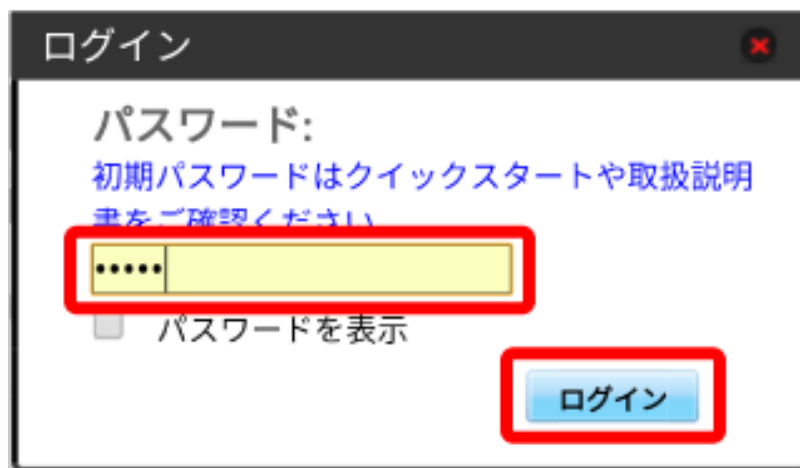 ログイン
パスワード:
初期パスワードはクイックスタートや取扱説明
書をご確認ください
•••••
パスワードを表示
ログイン